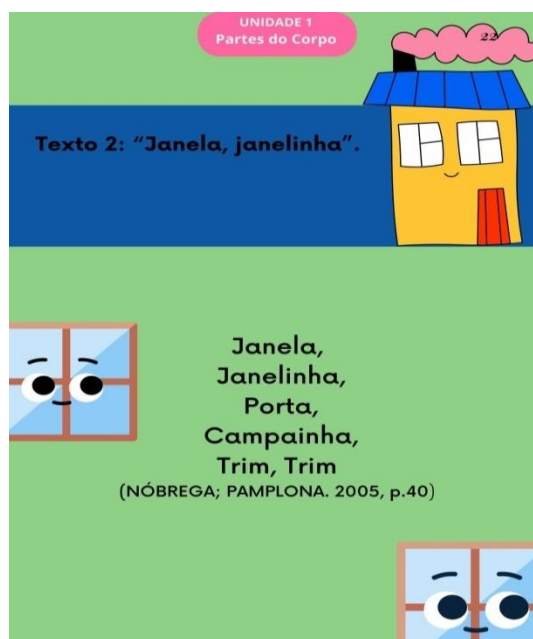 UNIDADE 1
Partes do Corpo
22
Texto 2: “Janela, janelinha”.
Janela,
Janelinha,
Porta,
Campainha,
Trim, Trim
(NÓBREGA; PAMPLONA. 2005, p.40)